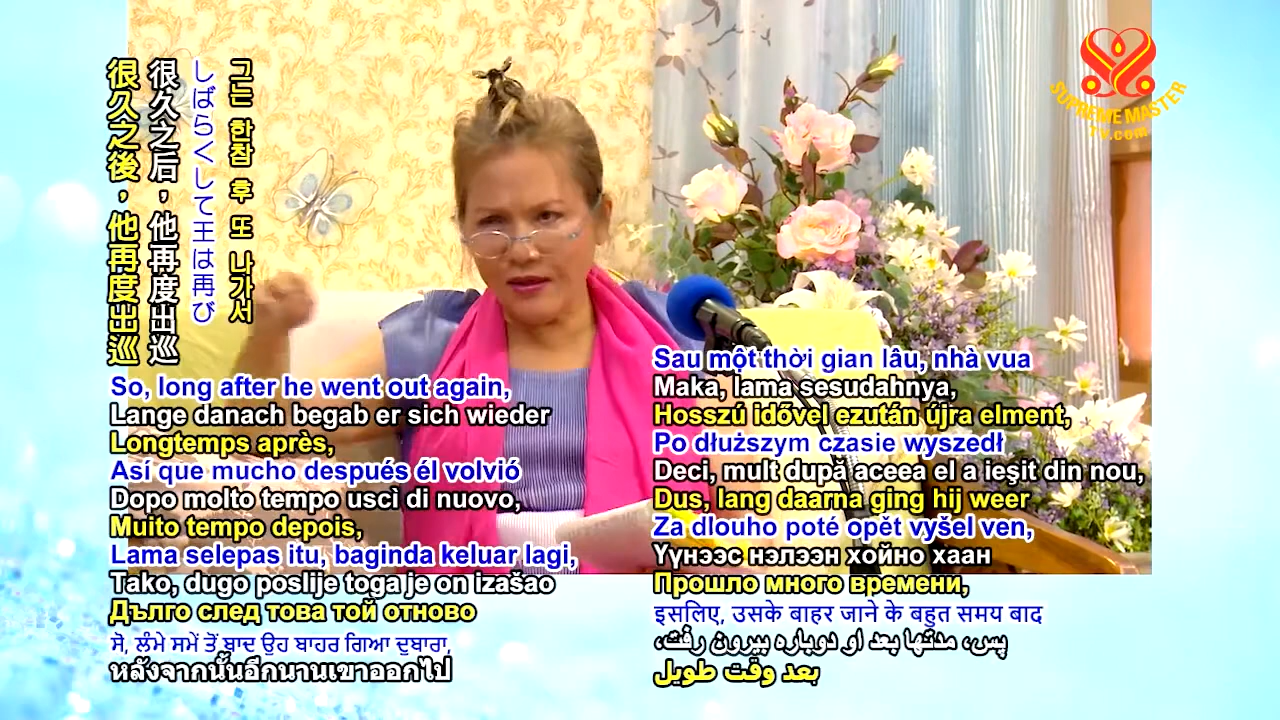 그는 한참 후 또 나가서
しばらくして王は再び
很久之后，他再度出巡
很久之後，他再度出巡
SUPREME MASTER
TV.com
So, long after he went out again,
Lange danach begab er sich wieder
Longtemps après,
Así que mucho después él volvió
Dopo molto tempo uscì di nuovo,
Muito tempo depois,
Lama selepas itu, baginda keluar lagi,
Tako, dugo poslije toga je on izašao
Дълго след това той отново
ਸੋ, ਲੰਮੇ ਸਮੇਂ ਤੋਂ ਬਾਦ ਉਹ ਬਾਹਰ ਗਿਆ ਦੁਬਾਰਾ,
หลังจากนั้นอีกนานเขาออกไป
Sau một thời gian lâu, nhà vua
Maka, lama sesudahnya,
Hosszú idővel ezután újra elment,
Po dłuższym czasie wyszedł
Deci, mult după aceea el a ieşit din nou,
Dus, lang daarna ging hij weer
Za dlouho poté opět vyšel ven,
Үүнээс нэлээн хойно хаан
Прошло много времени,
इसलिए, उसके बाहर जाने के बहुत समय बाद
پس، مدتها بعد او دوباره بیرون رفت،
بعد وقت طويل